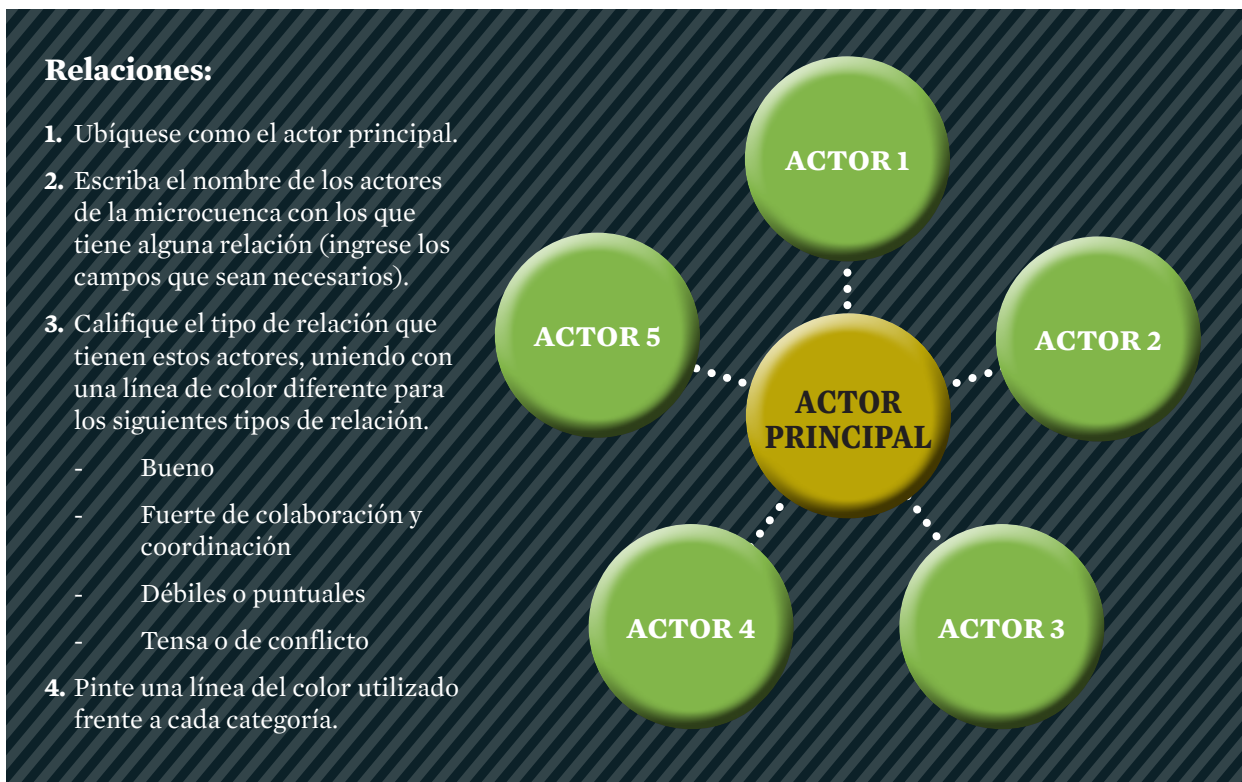 Relaciones:
1. Ubíquese como el actor principal.
2. Escriba el nombre de los actores
de la microcuenca con los que
tiene alguna relación (ingrese los
campos que sean necesarios).
3. Califique el tipo de relación que
tienen estos actores, uniendo con
una línea de color diferente para
los siguientes tipos de relación.
- Bueno
- Fuerte de colaboración y
coordinación
- Débiles o puntuales
- Tensa o de conflicto
4. Pinte una línea del color utilizado
frente a cada categoría.
ACTOR 1
ACTOR 5
ACTOR 2
ACTOR
PRINCIPAL
ACTOR 4
ACTOR 3